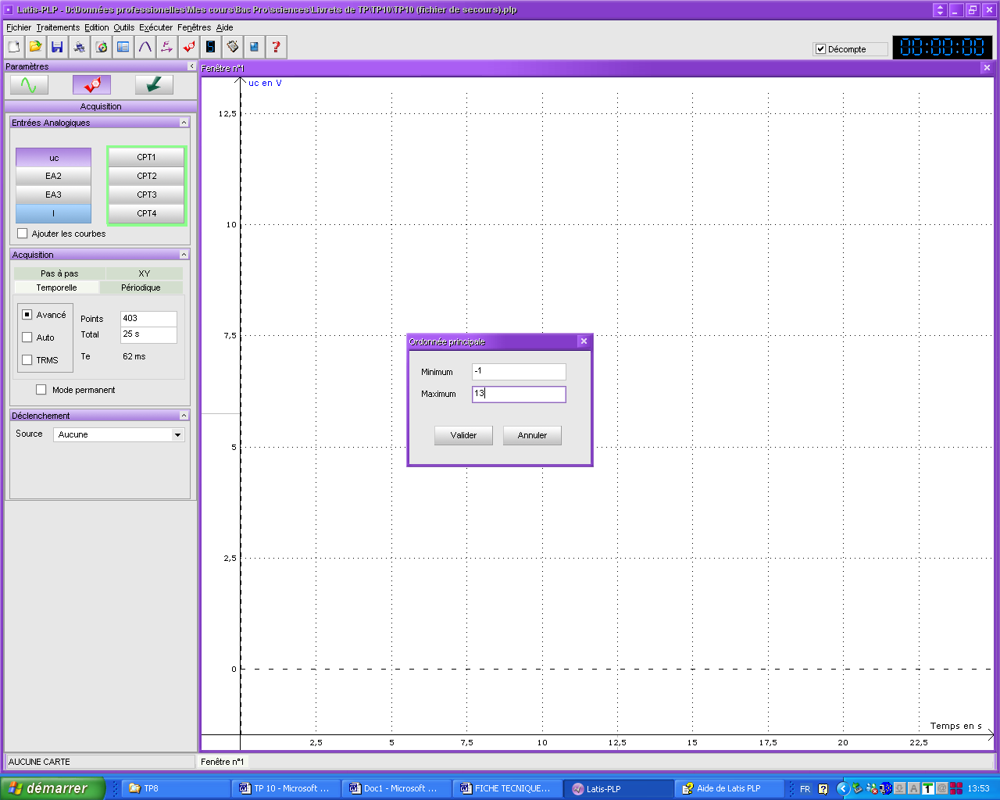 Latis-PLP - D:\Données professionelles\Mes cours\Bac Pro\sciences\Livrets de TP\TP10\TP10 (fichier de secours).plp
Fichier Traitements Edition Outils Exécuter Fenêtres Aide
Décompte
00:00:00
Paramètres
Fenêtre n°1
Acquisition
Entrées Analogiques
uc CPT1
EA2 CPT2
EA3 CPT3
I CPT4
Ajouter les courbes
Acquisition
Pas à pas XY
Temporelle Périodique
Avancé
Auto
TRMS
Points 403
Total 25 s
Te 62 ms
Mode permanent
Déclenchement
Source Aucune
uc en V
12,5
10
7,5
5
2,5
0
Temps en s
2,5 5 7,5 10 12,5 15 17,5 20 22,5
Ordonnée principale
Minimum -1
Maximum 13
Valider Annuler
AUCUNE CARTE
Fenêtre n°1
démarrer
TP8
TP 10 - Microsoft ...
Doc1 - Microsoft ...
FICHE TECNIQUE...
Latis-PLP
Aide de Latis PLP
FR
13:53